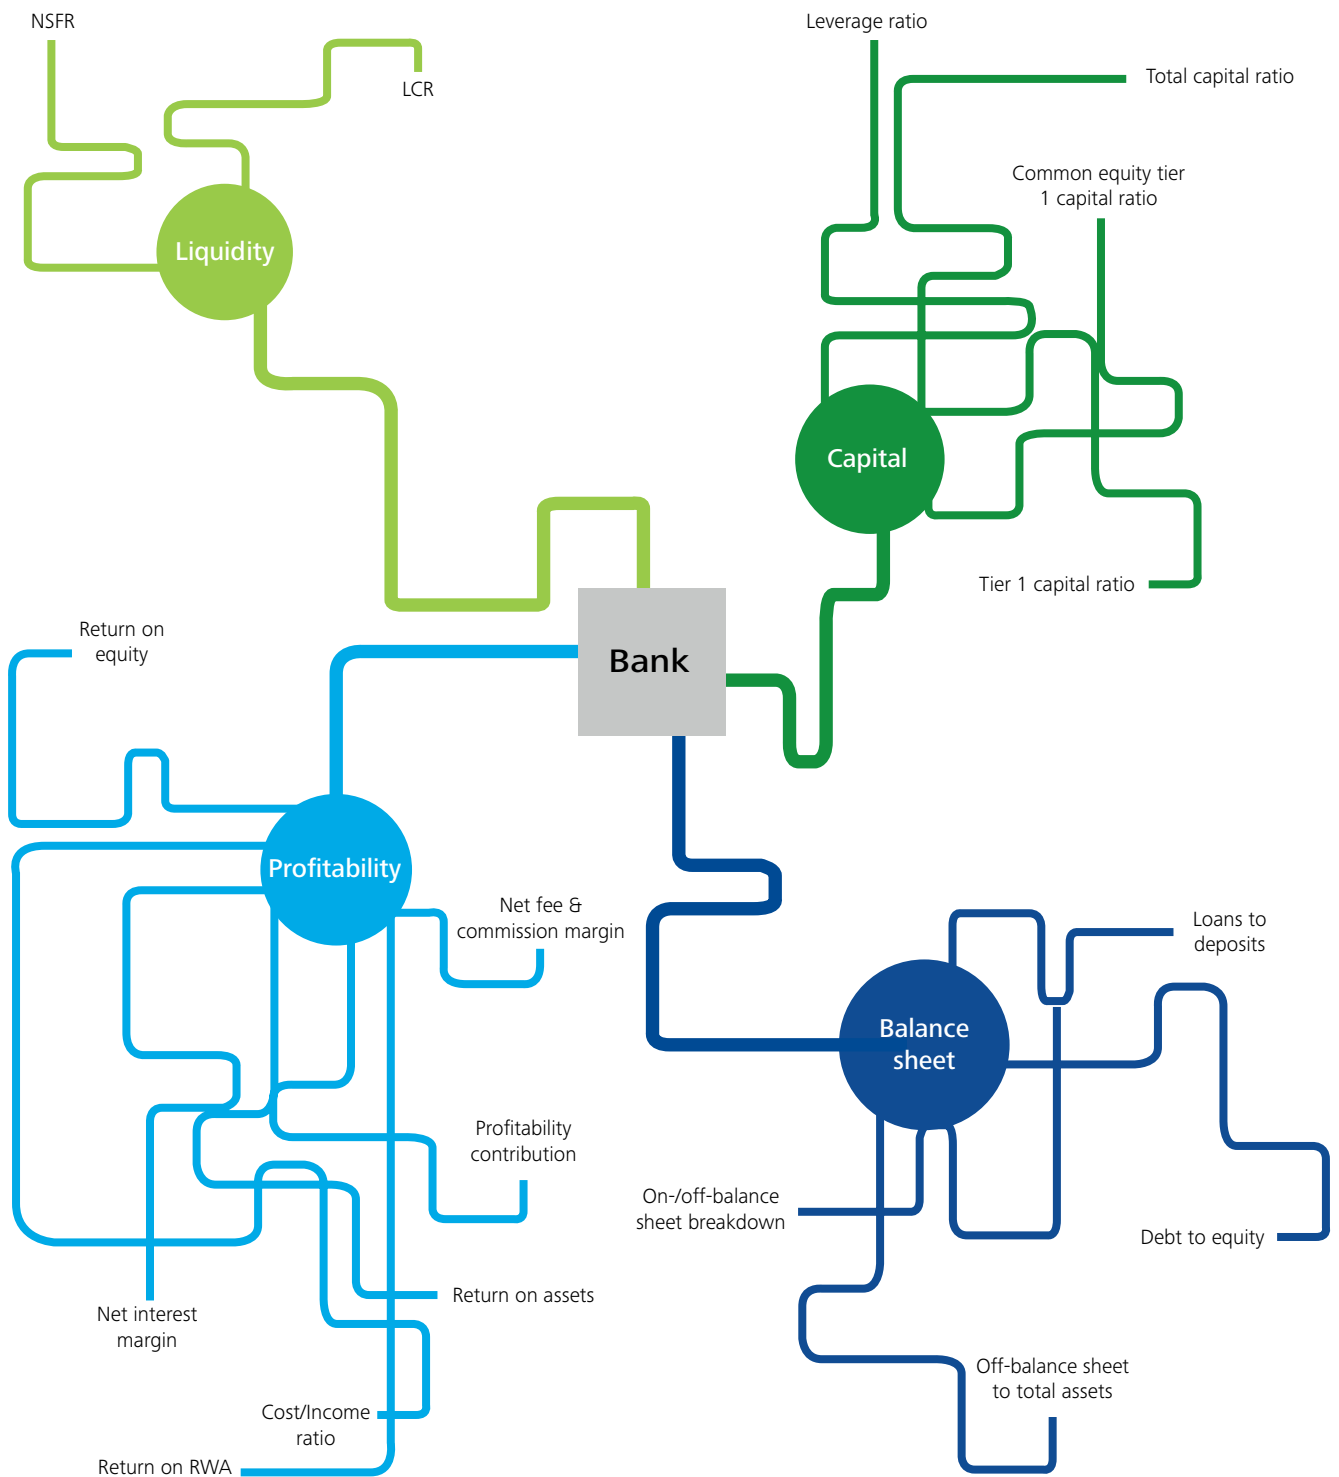 NSFR
LCR
Liquidity
Leverage ratio
Total capital ratio
Common equity tier
1 capital ratio
Capital
Tier 1 capital ratio
Bank
Return on
equity
Profitability
Net fee &
commission margin
Profitability
contribution
Net interest
margin
Return on assets
Cost/Income
ratio
Return on RWA
Loans to
deposits
Balance
sheet
On-/off-balance
sheet breakdown
Debt to equity
Off-balance sheet
to total assets